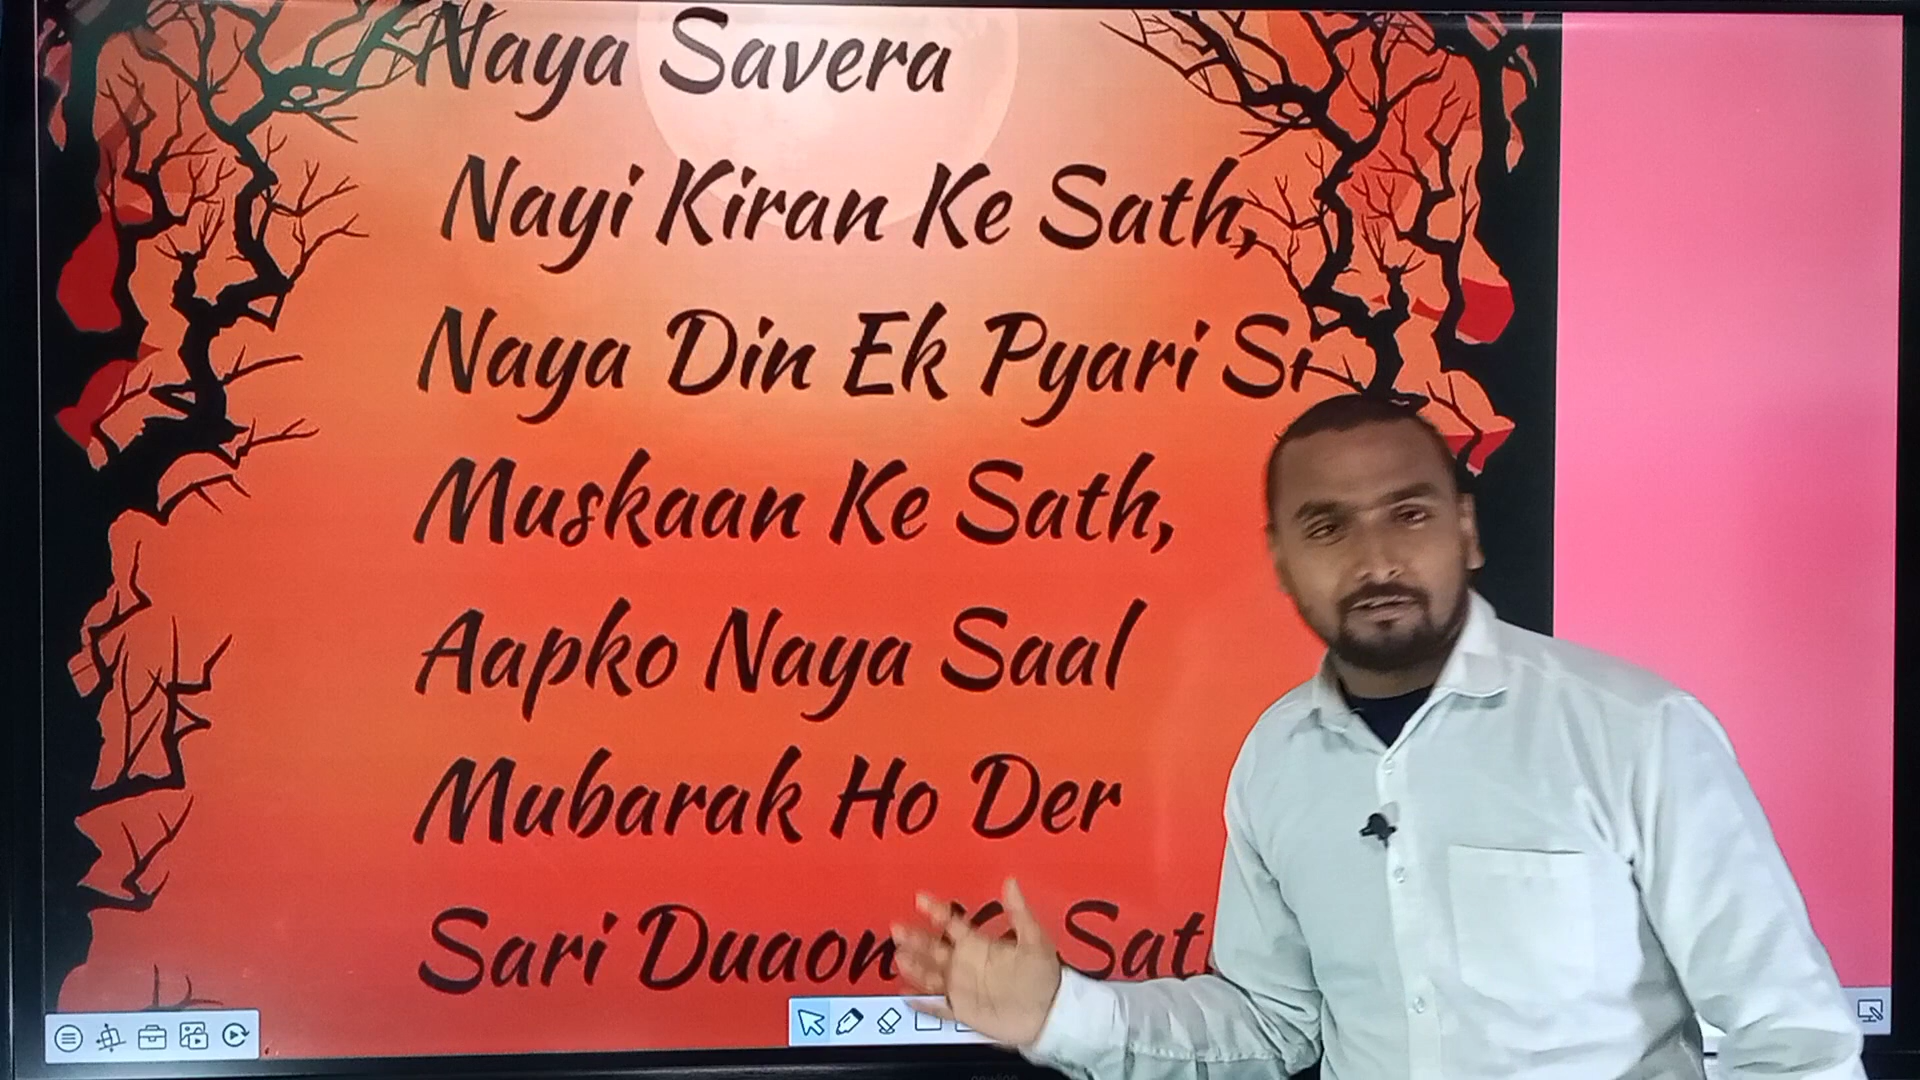 Naya Savera
Nayi Kiran Ke Sath,
Naya Din Ek Pyari
Muskaan Ke Sath,
Aapko Naya Saal
Mubarak Ho Der
Sari Duaon